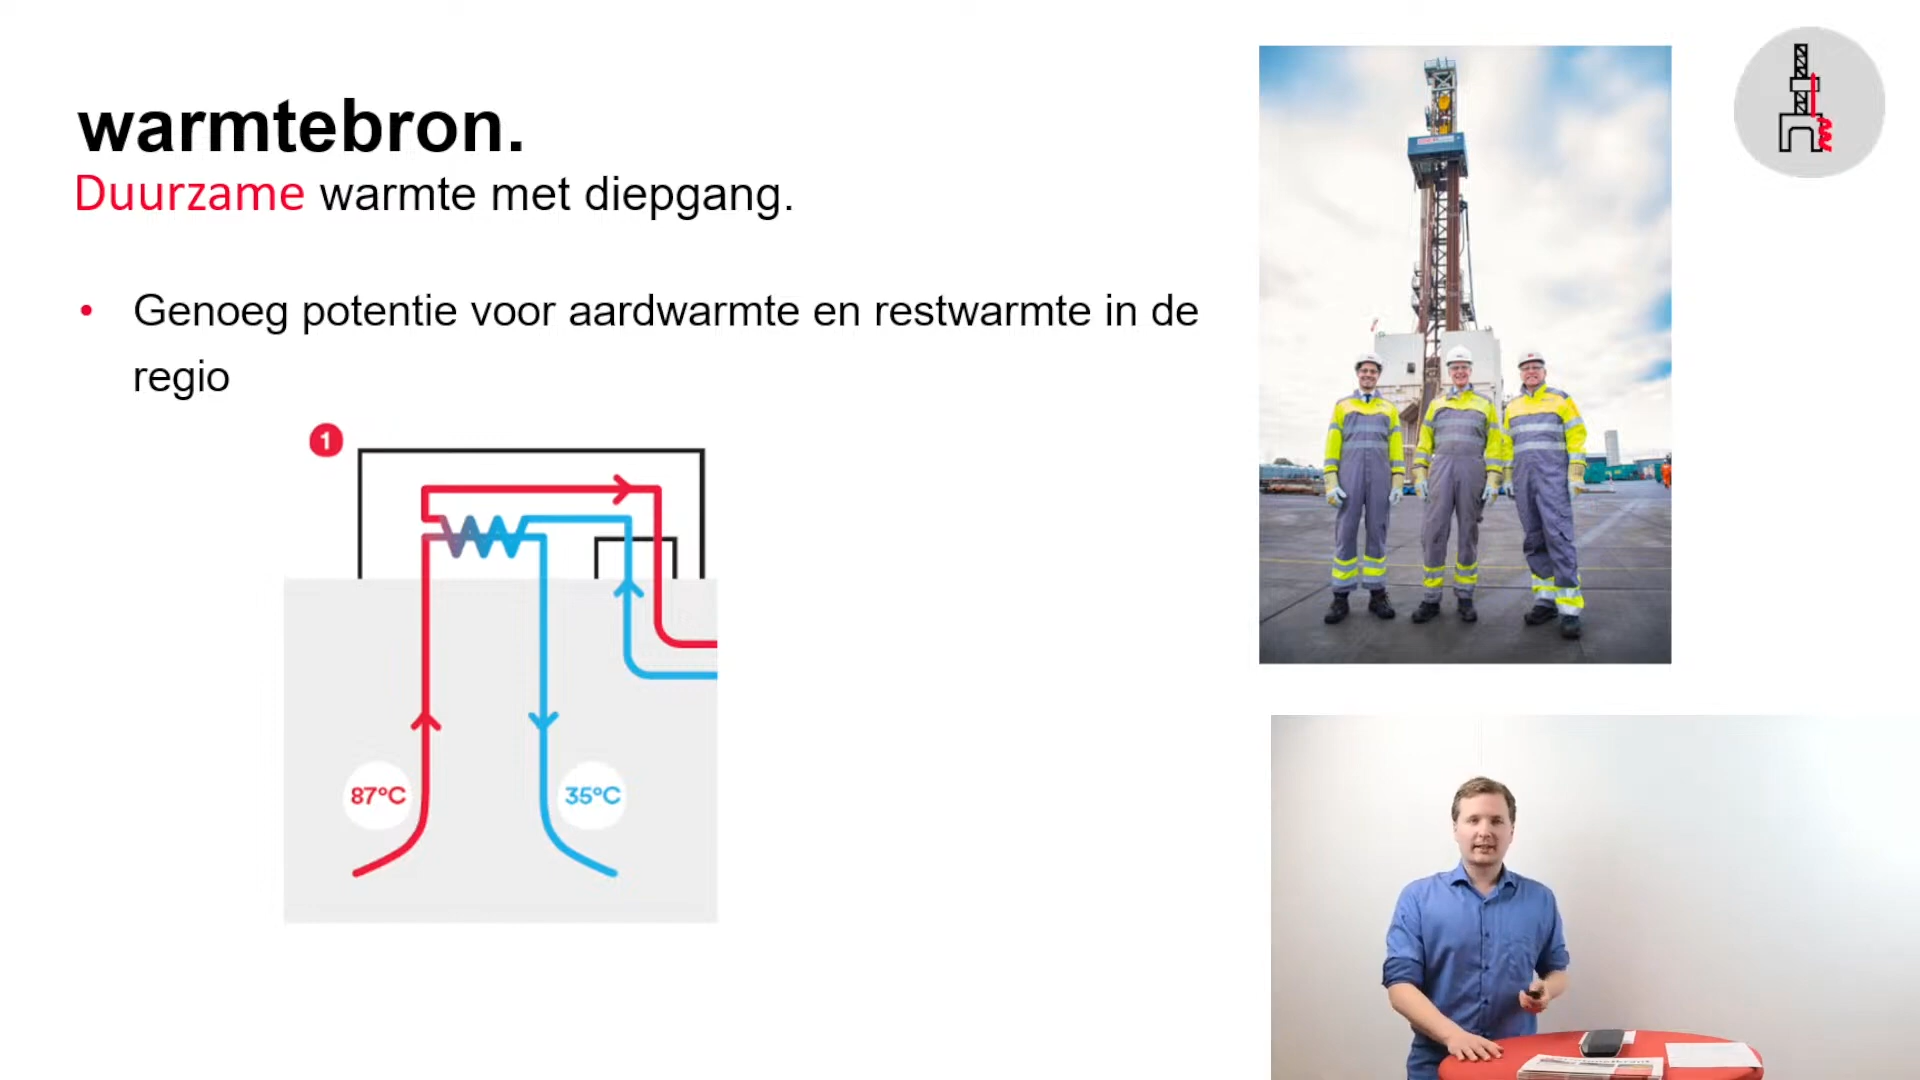 warmtebron.
Duurzame warmte met diepgang.
• Genoeg potentie voor aardwarmte en restwarmte in de
regio
1
87°C
35°C